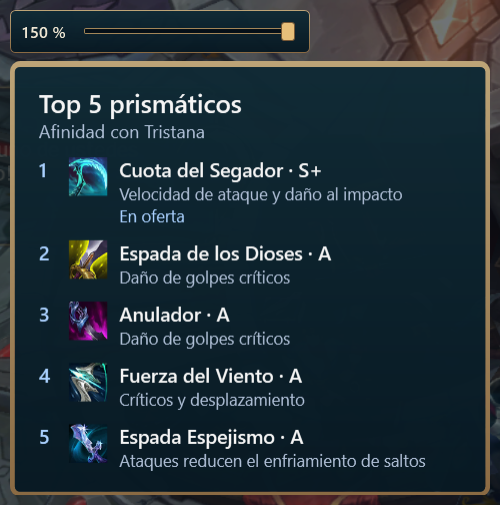 150 %
Top 5 prismáticos
Afinidad con Tristana
1 Cuota del Segador · S+
Velocidad de ataque y daño al impacto
En oferta
2 Espada de los Dioses · A
Daño de golpes críticos
3 Anulador · A
Daño de golpes críticos
4 Fuerza del Viento · A
Críticos y desplazamiento
5 Espada Espejismo · A
Ataques reducen el enfriamiento de saltos